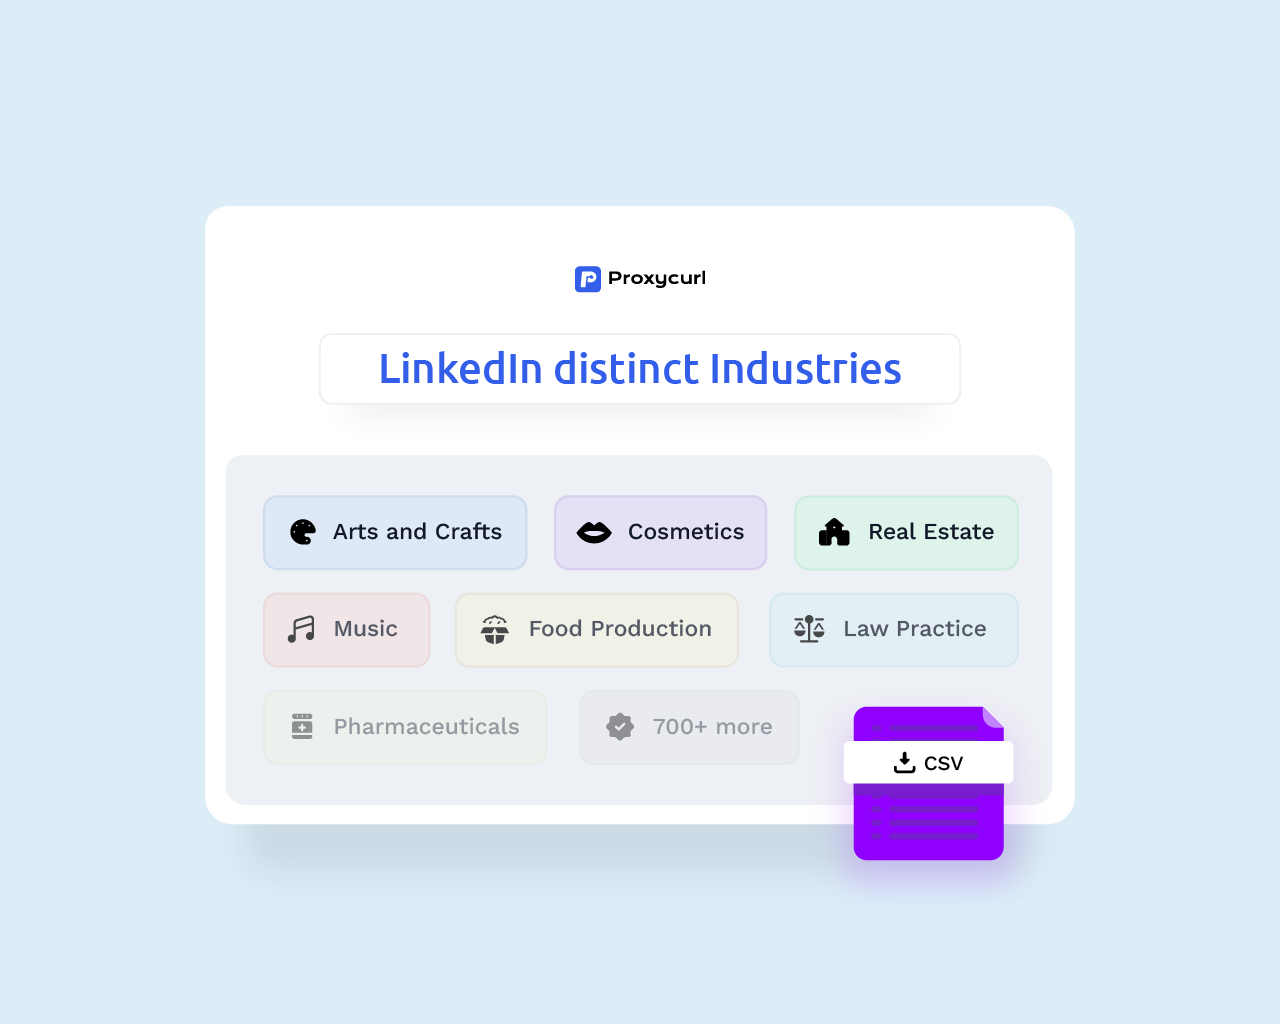 Proxycurl
LinkedIn distinct Industries
Arts and Crafts
Cosmetics
Real Estate
Music
Food Production
Law Practice
Pharmaceuticals
700+ more
CSV